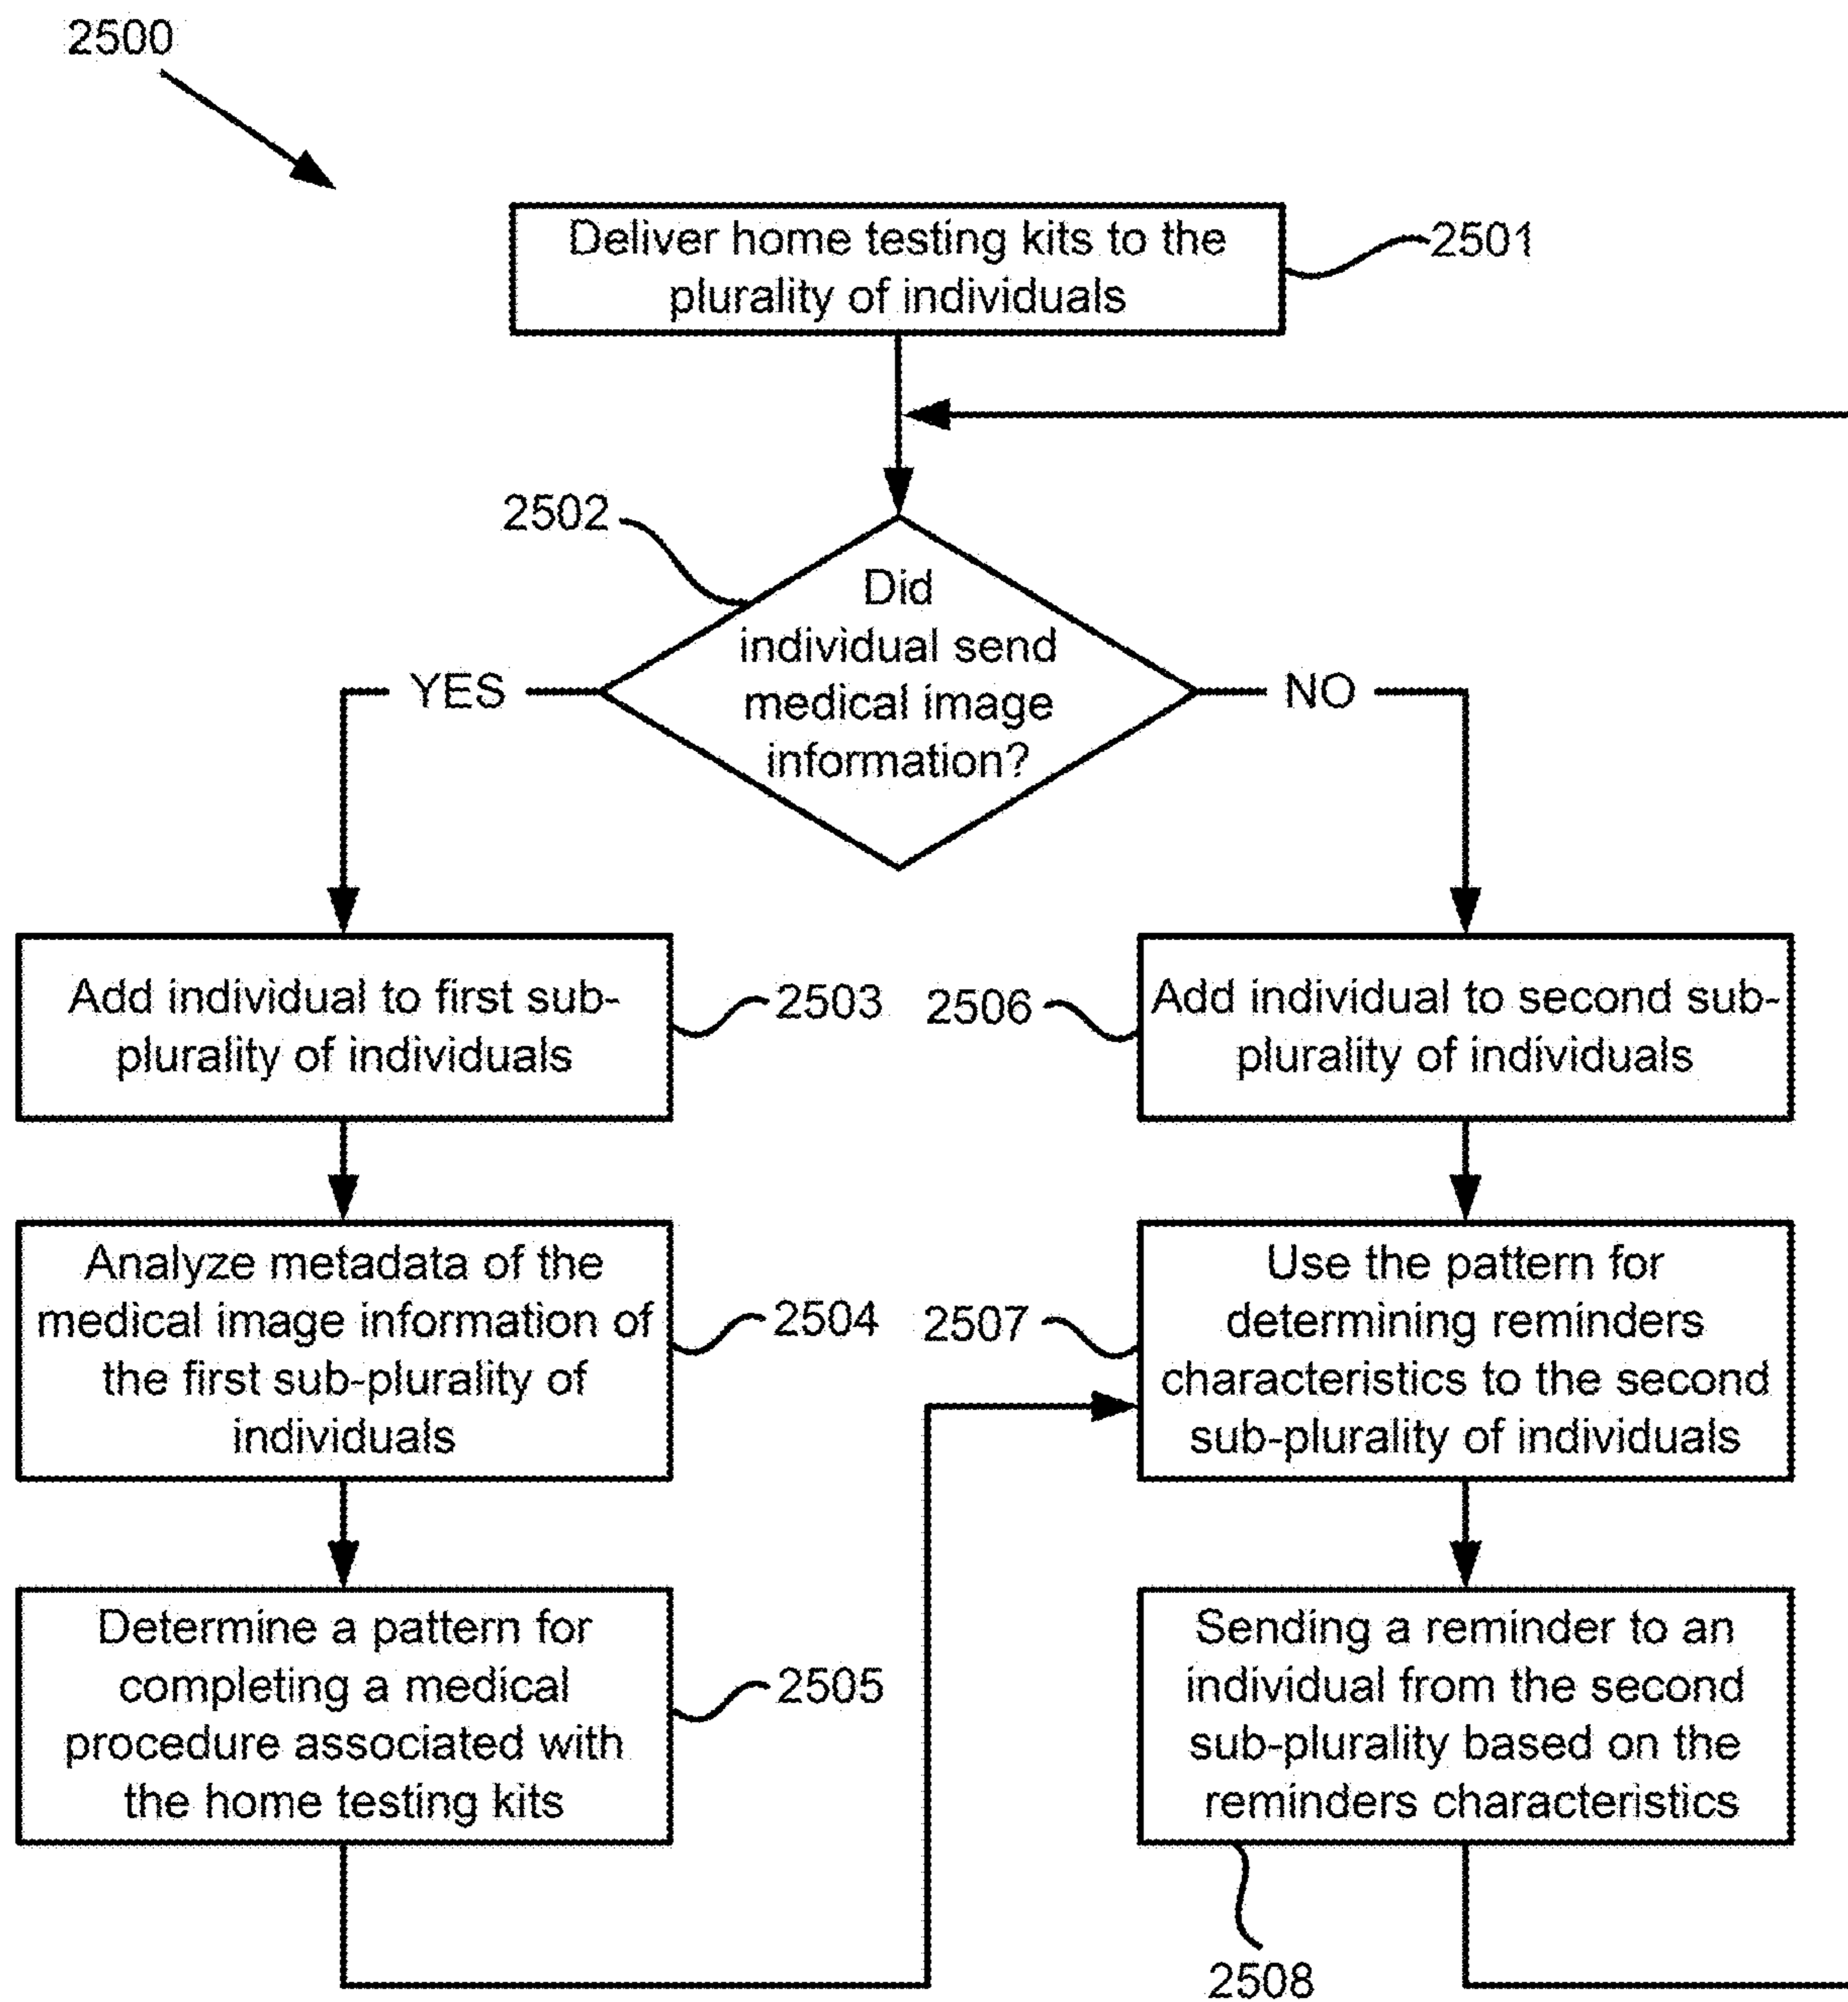 2500
Deliver home testing kits to the
plurality of individuals
2501
2502
Did
individual send
medical image
information?
YES
NO
Add individual to first sub-
plurality of individuals
2503
2506
Add individual to second sub-
plurality of individuals
Analyze metadata of the
medical image information of
the first sub-plurality of
individuals
2504
2507
Use the pattern for
determining reminders
characteristics to the second
sub-plurality of individuals
Determine a pattern for
completing a medical
procedure associated with
the home testing kits
2505
Sending a reminder to an
individual from the second
sub-plurality based on the
reminders characteristics
2508